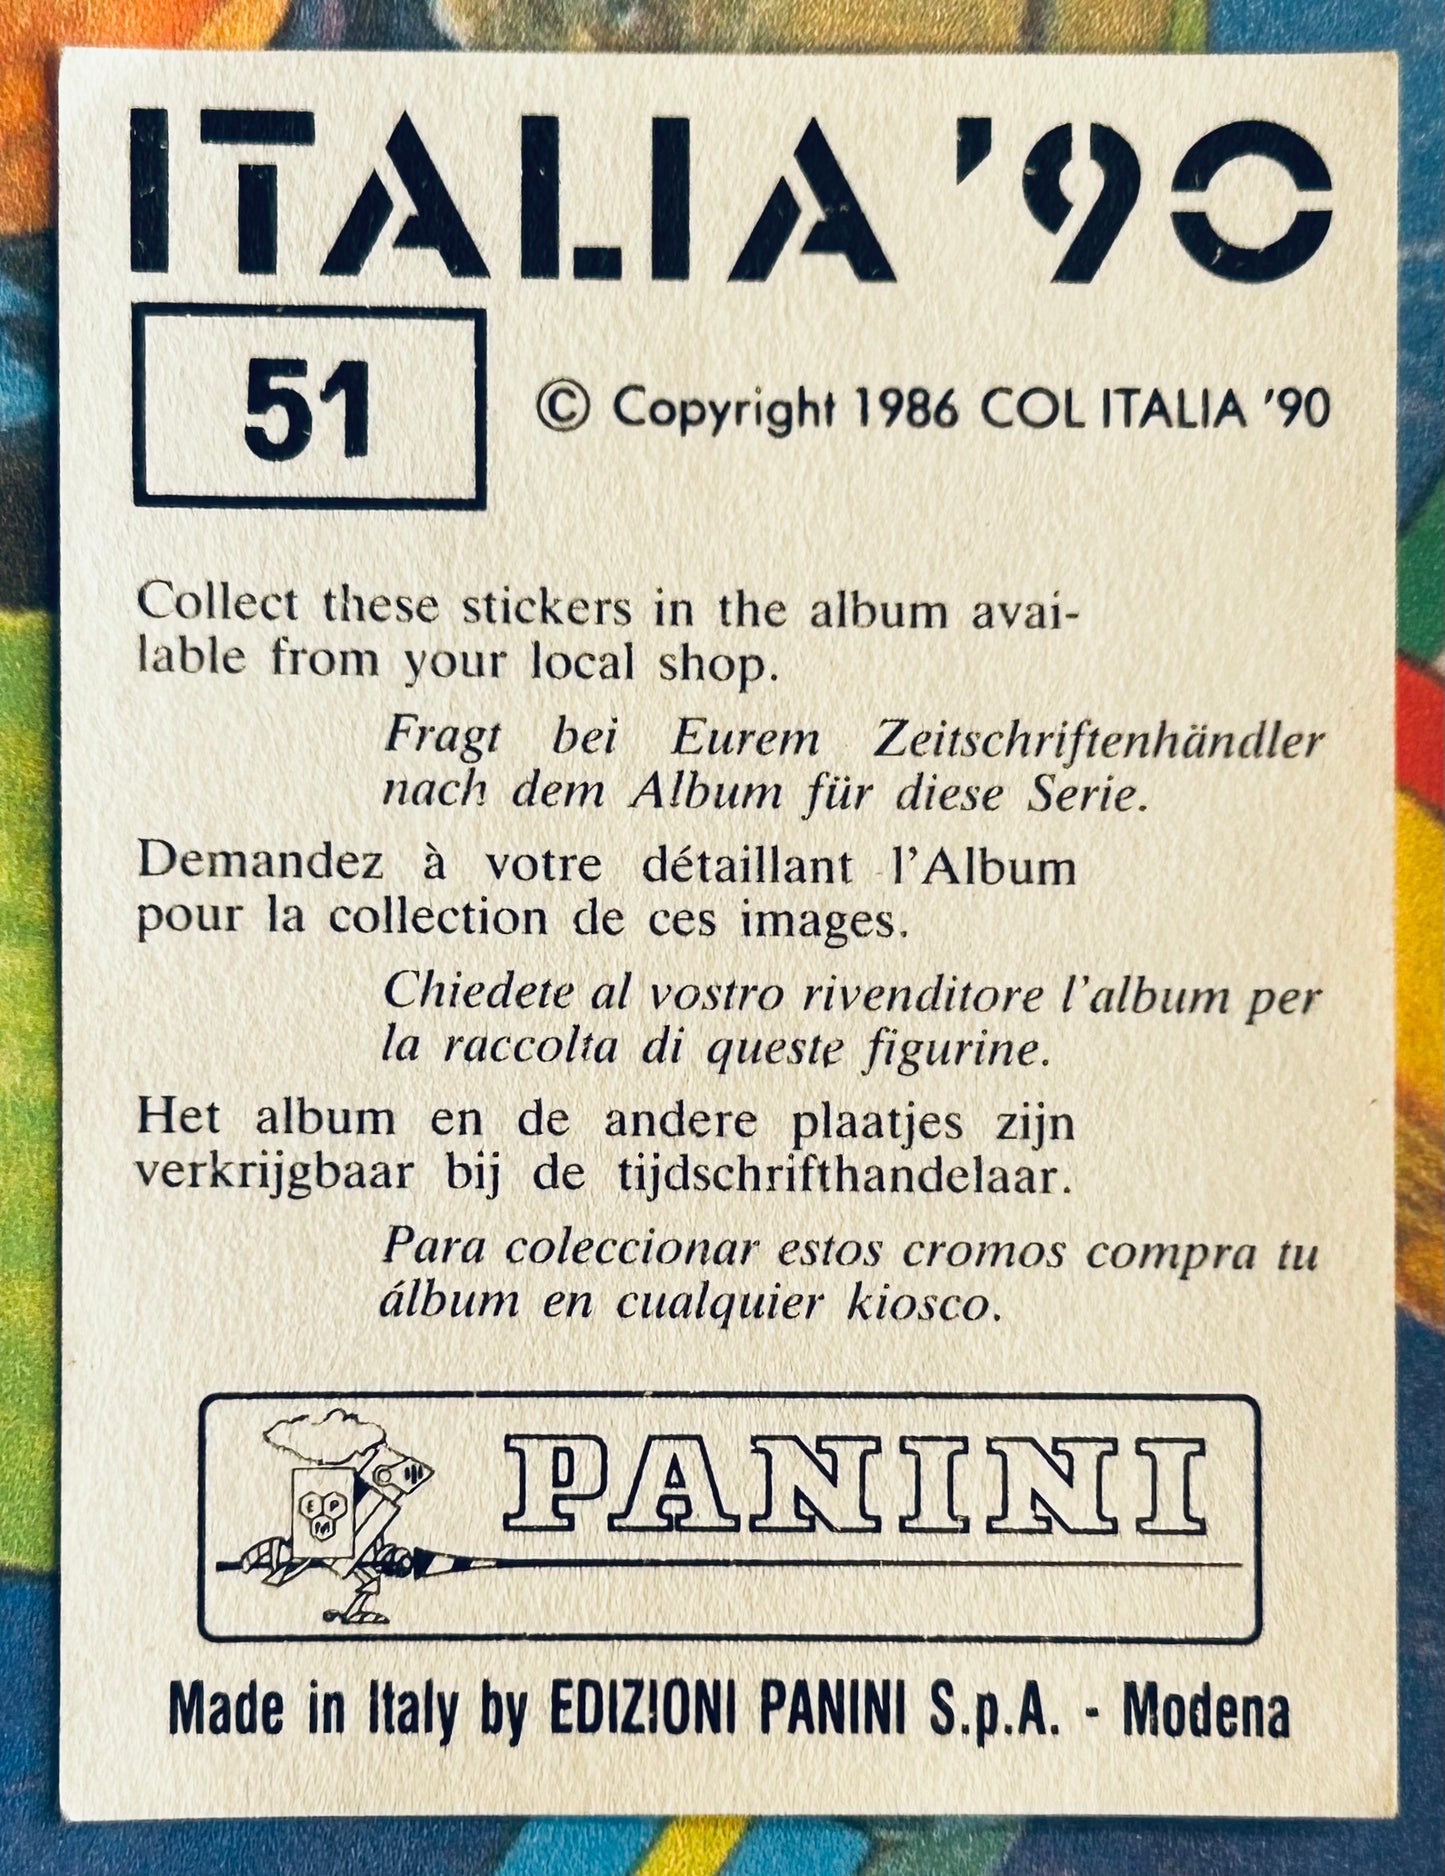 ITALIA '90
51
© Copyright 1986 COL ITALIA '90
Collect these stickers in the album avai-
lable from your local shop.
Fragt bei Eurem Zeitschriftenhändler
nach dem Album für diese Serie.
Demandez à votre détaillant l'Album
pour la collection de ces images.
Chiedete al vostro rivenditore l'album per
la raccolta di queste figurine.
Het album en de andere plaatjes zijn
verkrijgbaar bij de tijdschrifthandelaar.
Para coleccionar estos cromos compra tu
álbum en cualquier kiosco.
E P
M
PANINI
Made in Italy by EDIZIONI PANINI S.p.A. - Modena